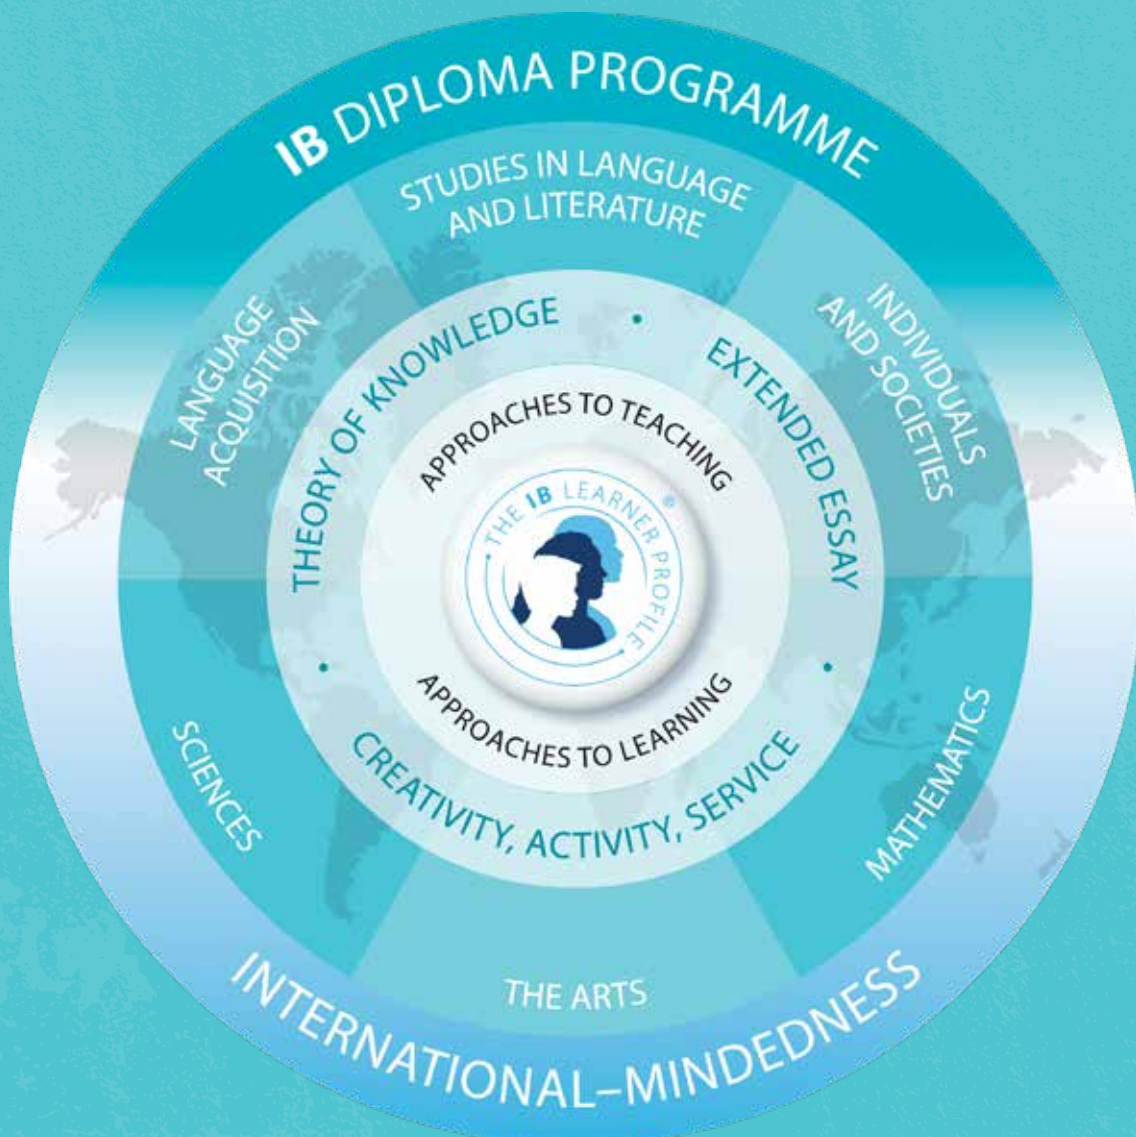 IB DIPLOMA PROGRAMME
STUDIES IN LANGUAGE
AND LITERATURE
LANGUAGE
ACQUISITION
INDIVIDUALS
AND SOCIETIES
THEORY OF KNOWLEDGE
•
EXTENDED ESSAY
APPROACHES TO TEACHING
• THE IB LEARNER PROFILE •
®
APPROACHES TO LEARNING
•
•
CREATIVITY, ACTIVITY, SERVICE
SCIENCES
MATHEMATICS
THE ARTS
INTERNATIONAL–MINDEDNESS